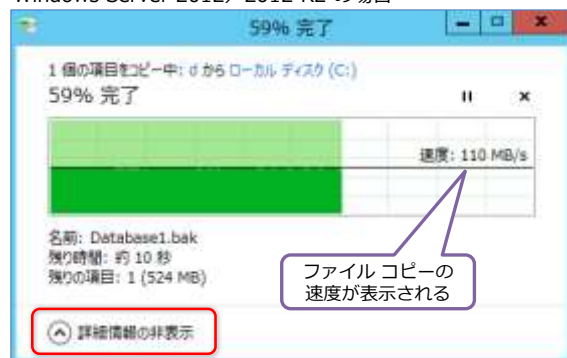 Windows Server 2012/2012 R2 の場合
59% 完了
1 個の項目をコピー中: d から ローカル ディスク (C:)
59% 完了
速度: 110 MB/s
名前: Database1.bak
残り時間: 約 10 秒
残りの項目: 1 (524 MB)
ファイル コピーの
速度が表示される
詳細情報の非表示